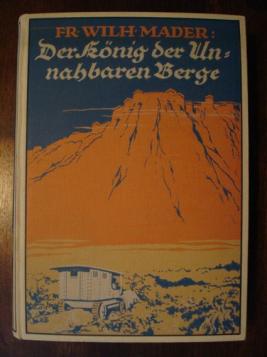 FR·WILH·MADER:
Der König der Un-
nahbaren Berge